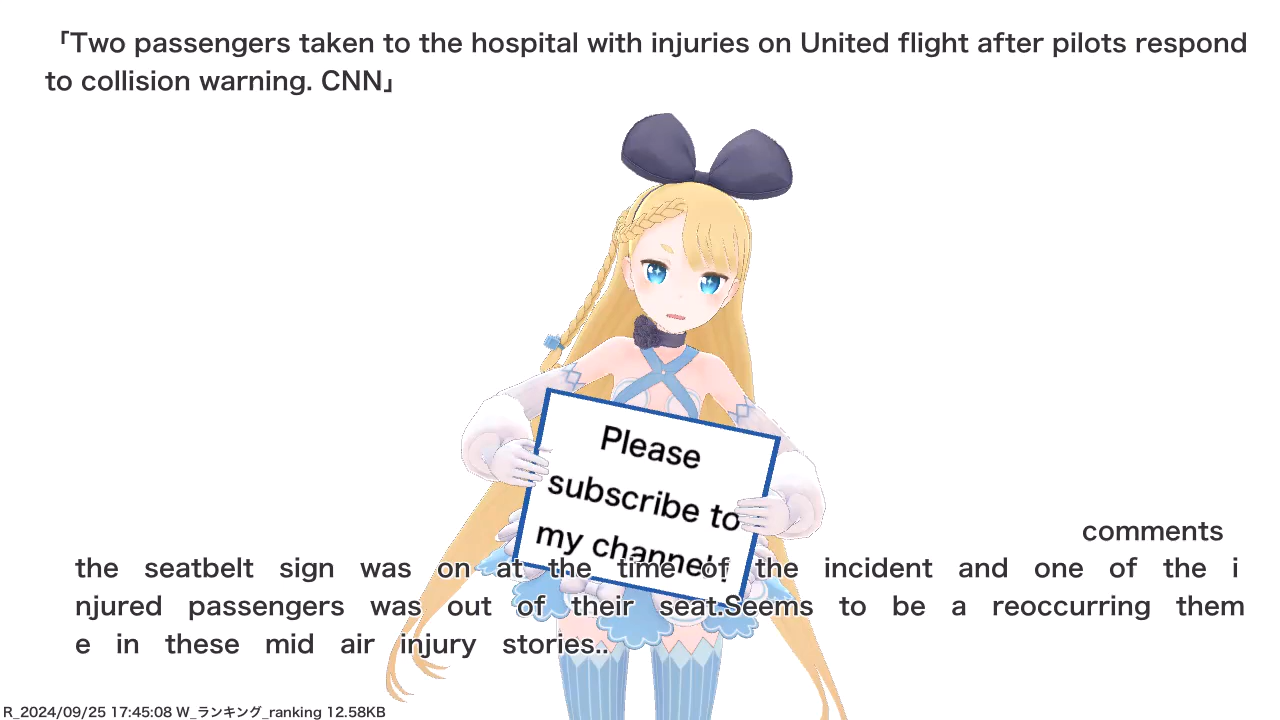 「Two passengers taken to the hospital with injuries on United flight after pilots respond
to collision warning. CNN」
Please
subscribe to
my channel!
comments
the seatbelt sign was on at the time of the incident and one of the i
njured passengers was out of their seat.Seems to be a reoccurring them
e in these mid air injury stories..
R_2024/09/25 17:45:08 W_ランキング_ranking 12.58KB